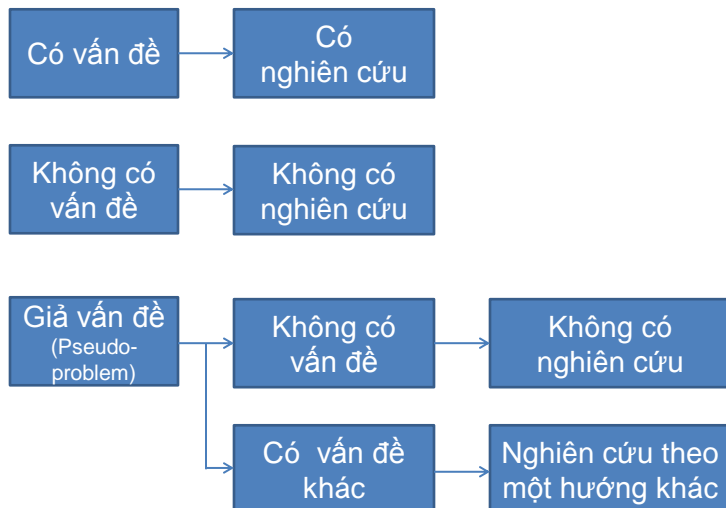 Có vấn đề
Có
nghiên cứu
Không có
vấn đề
Không có
nghiên cứu
Giả vấn đề
(Pseudo-
problem)
Không có
vấn đề
Không có
nghiên cứu
Có vấn đề
khác
Nghiên cứu theo
một hướng khác